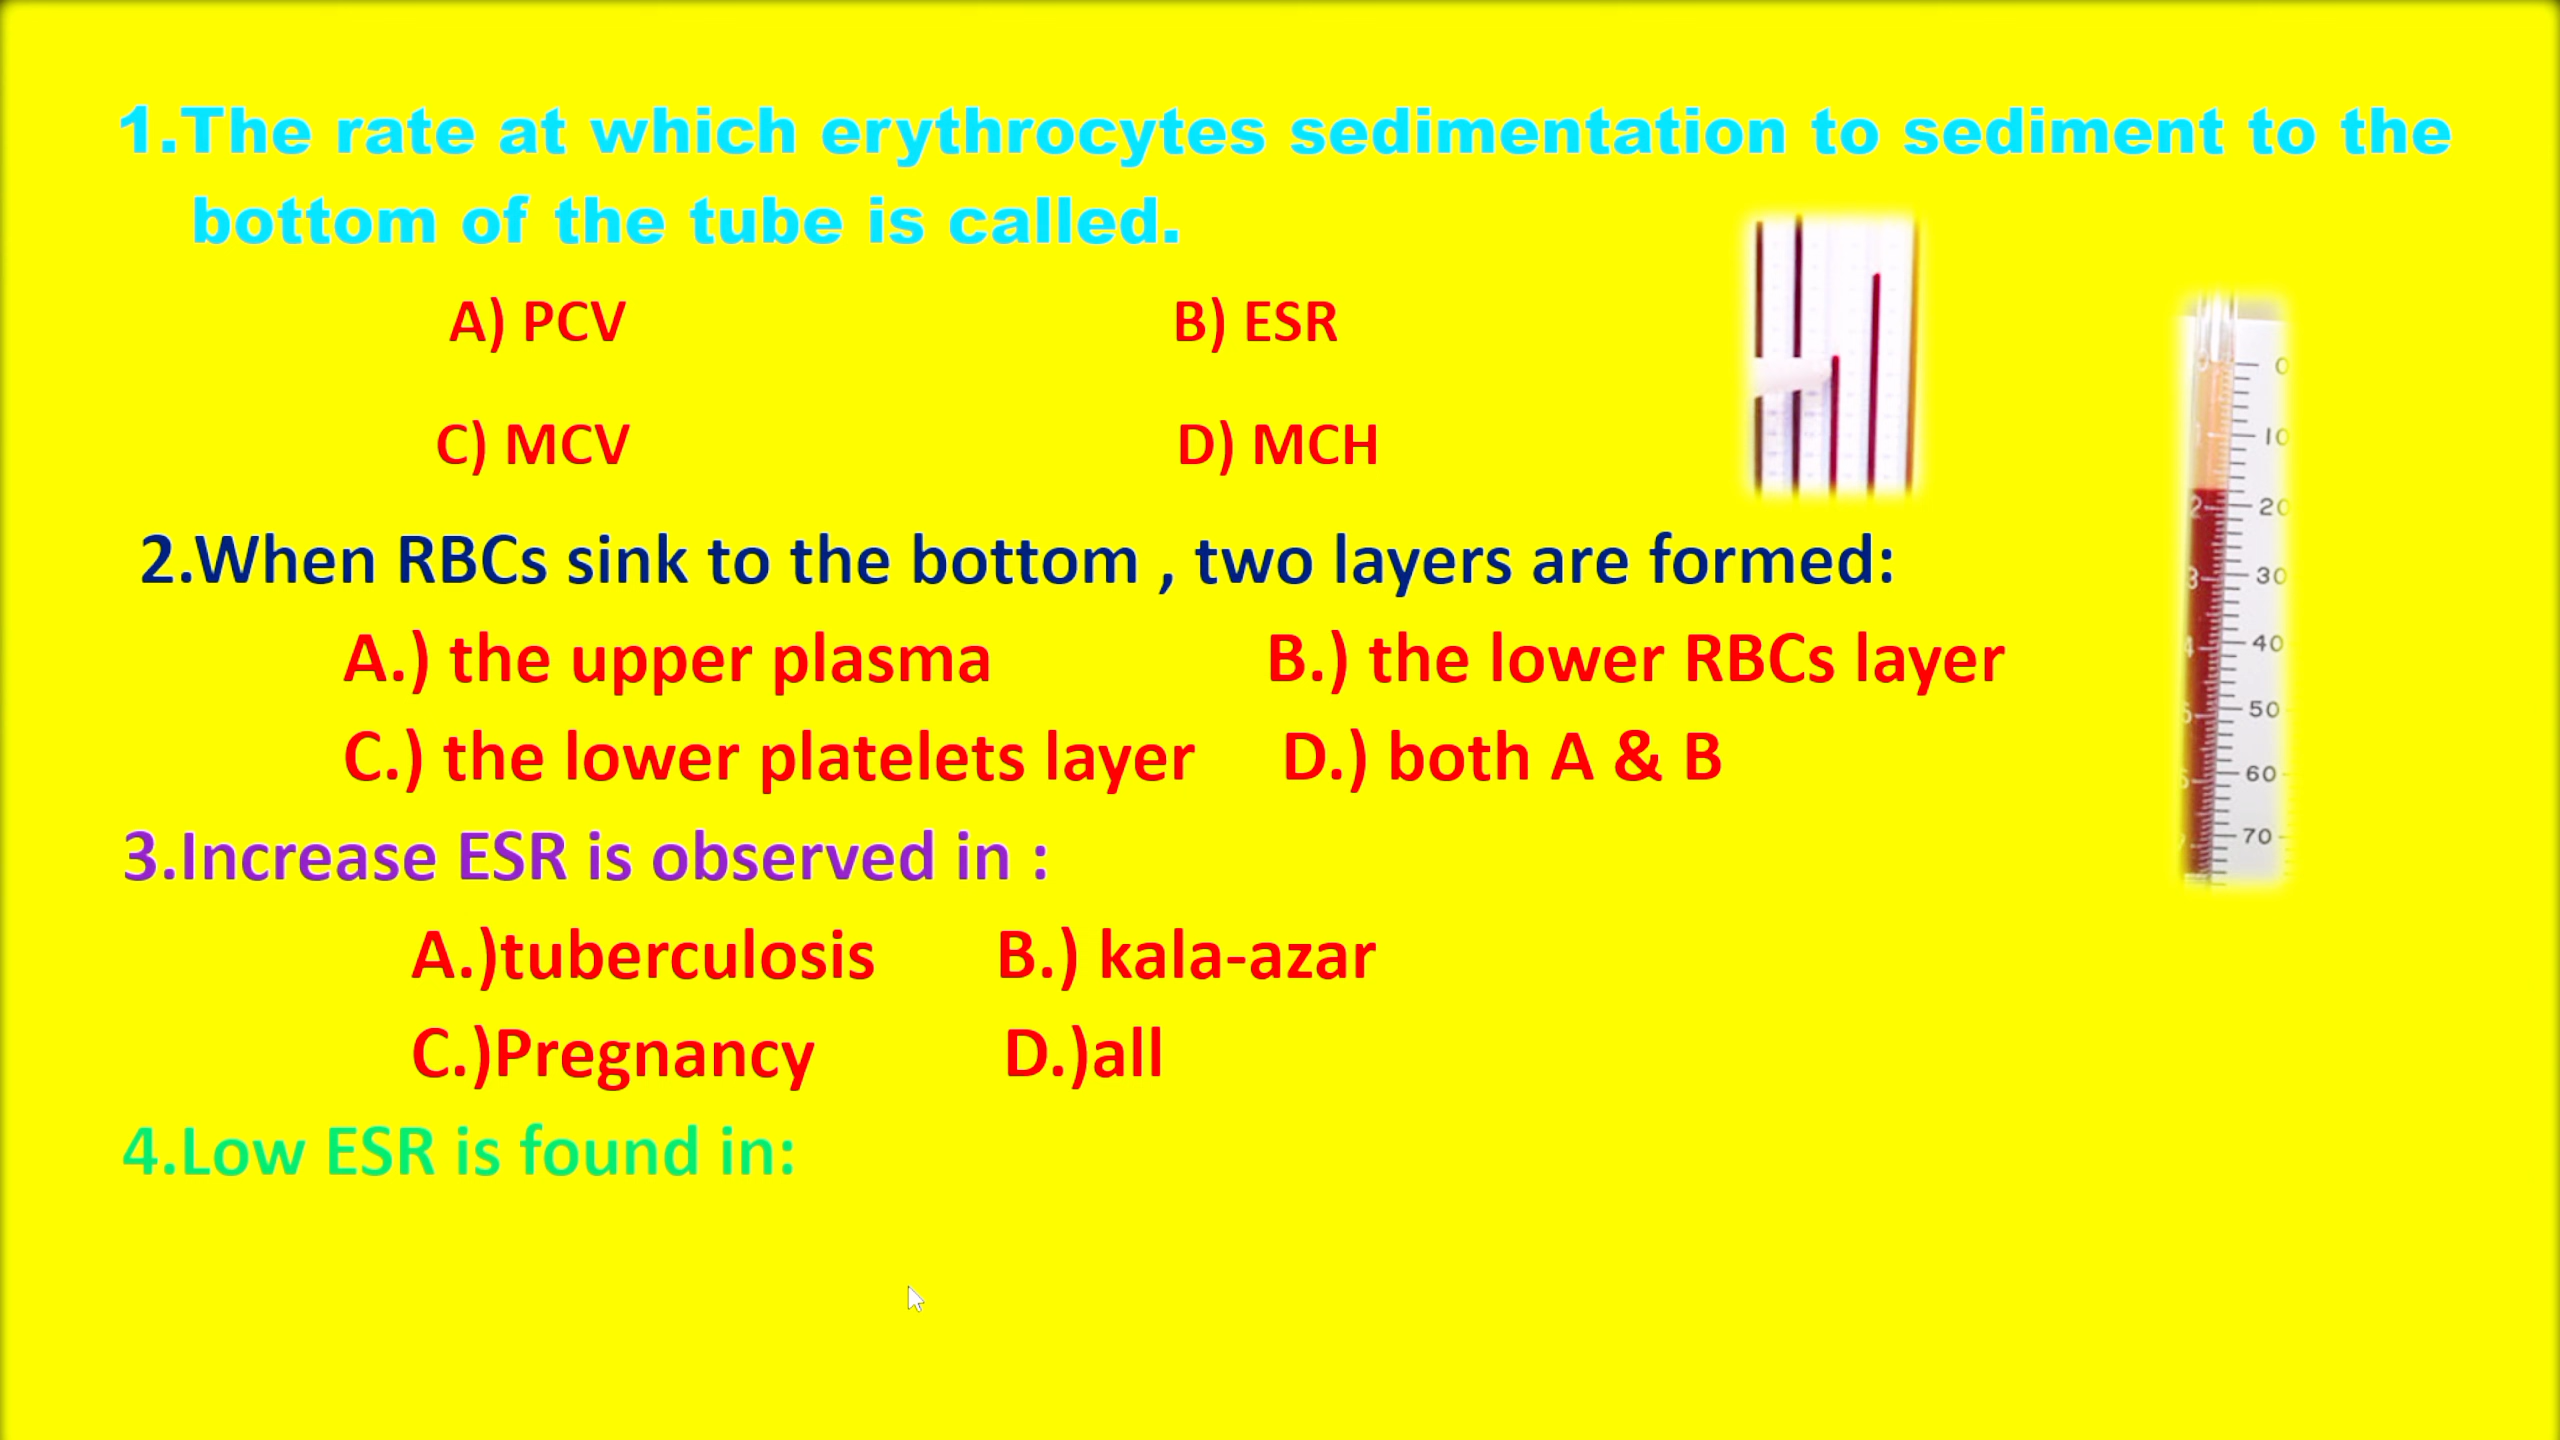 1.The rate at which erythrocytes sedimentation to sediment to the
bottom of the tube is called.
A) PCV B) ESR
C) MCV D) MCH
2.When RBCs sink to the bottom , two layers are formed:
A.) the upper plasma B.) the lower RBCs layer
C.) the lower platelets layer D.) both A & B
3.Increase ESR is observed in :
A.)tuberculosis B.) kala-azar
C.)Pregnancy D.)all
4.Low ESR is found in:
0
10
20
30
40
50
60
70